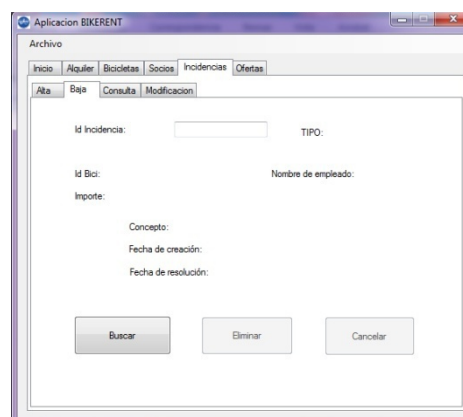 Aplicacion BIKERENT
Archivo
Inicio Alquiler Bicicletas Socios Incidencias Ofertas
Alta Baja Consulta Modificacion
Id Incidencia: TIPO:
Id Bici: Nombre de empleado:
Importe:
Concepto:
Fecha de creación:
Fecha de resolución:
Buscar Eliminar Cancelar